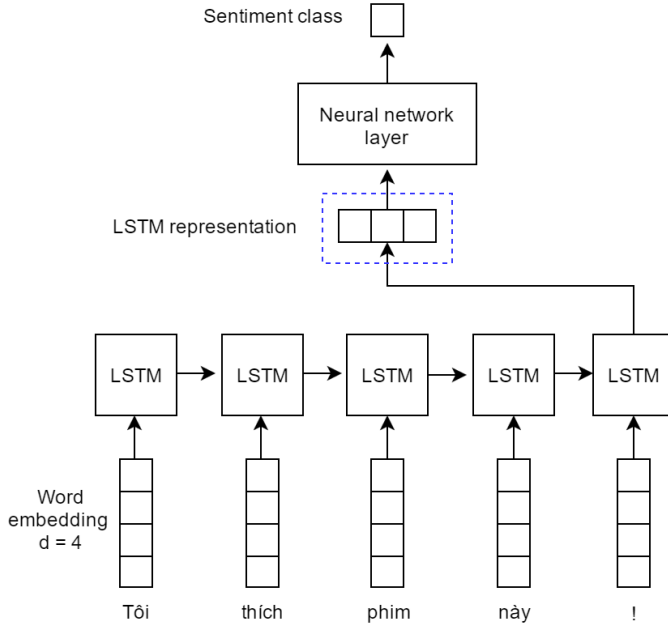 Sentiment class
Neural network
layer
LSTM representation
LSTM
LSTM
LSTM
LSTM
LSTM
Word
embedding
d = 4
Tôi
thích
phim
này
!